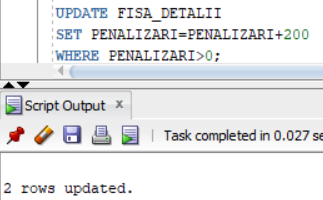 UPDATE FISA_DETALII
SET PENALIZARI=PENALIZARI+200
WHERE PENALIZARI>0;
Script Output x
Task completed in 0.027 se
2 rows updated.